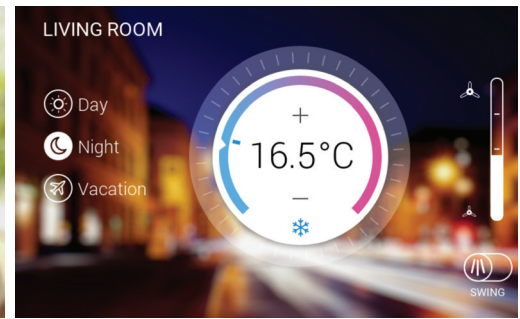 LIVING ROOM
Day
Night
Vacation
+
16.5°C
–
SWING